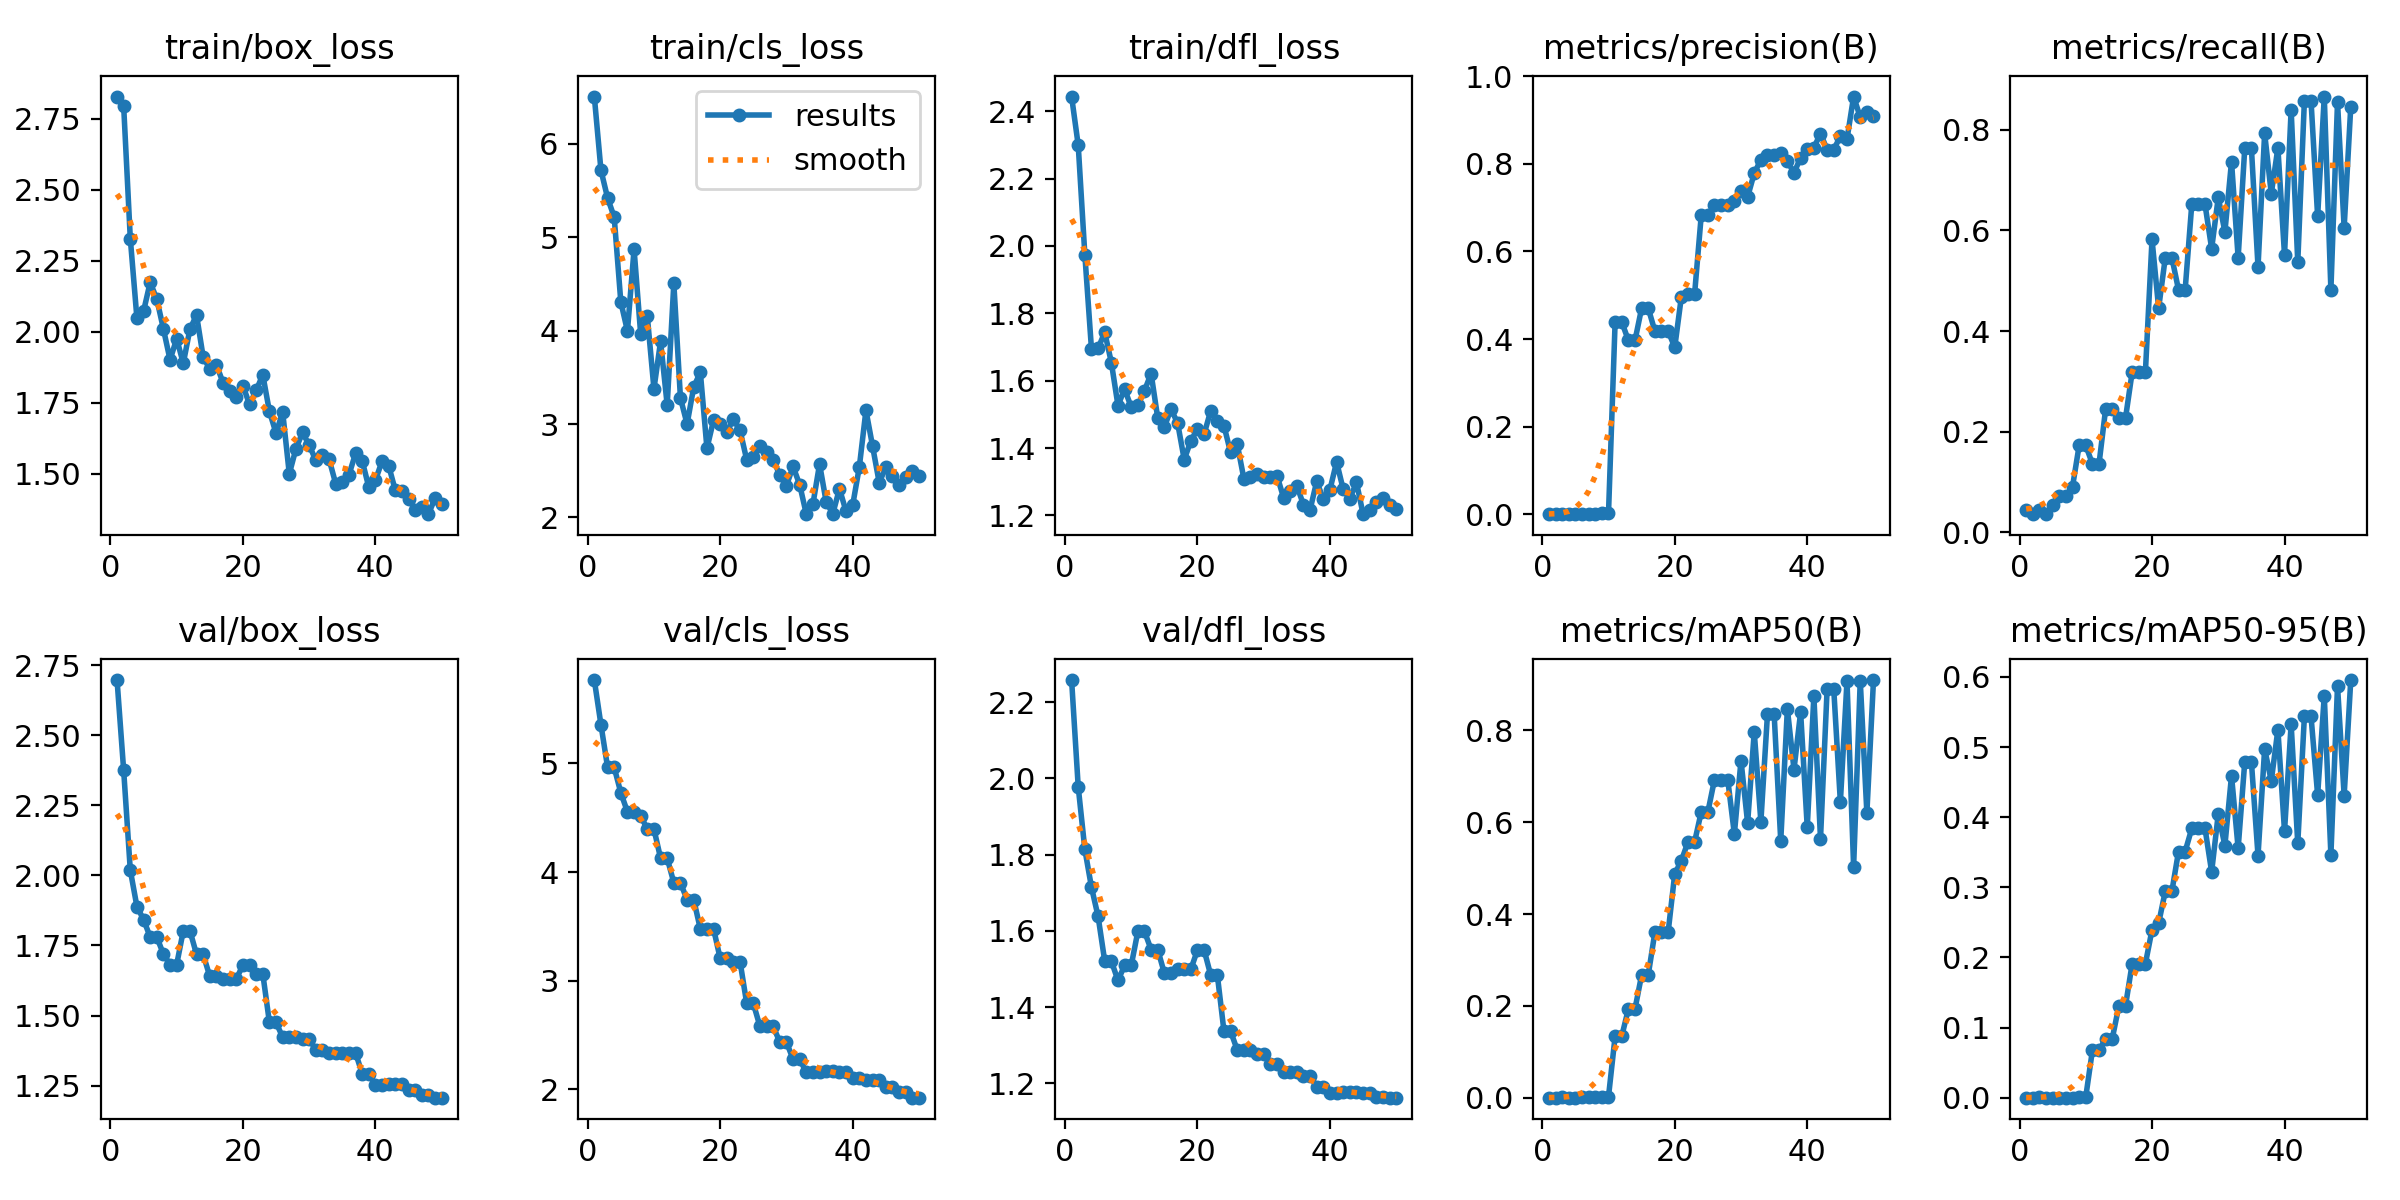 train/box_loss
2.75
2.50
2.25
2.00
1.75
1.50
0 20 40
train/cls_loss
results
smooth
6
5
4
3
2
0 20 40
train/dfl_loss
2.4
2.2
2.0
1.8
1.6
1.4
1.2
0 20 40
metrics/precision(B)
1.0
0.8
0.6
0.4
0.2
0.0
0 20 40
metrics/recall(B)
0.8
0.6
0.4
0.2
0.0
0 20 40
val/box_loss
2.75
2.50
2.25
2.00
1.75
1.50
1.25
0 20 40
val/cls_loss
5
4
3
2
0 20 40
val/dfl_loss
2.2
2.0
1.8
1.6
1.4
1.2
0 20 40
metrics/mAP50(B)
0.8
0.6
0.4
0.2
0.0
0 20 40
metrics/mAP50-95(B)
0.6
0.5
0.4
0.3
0.2
0.1
0.0
0 20 40